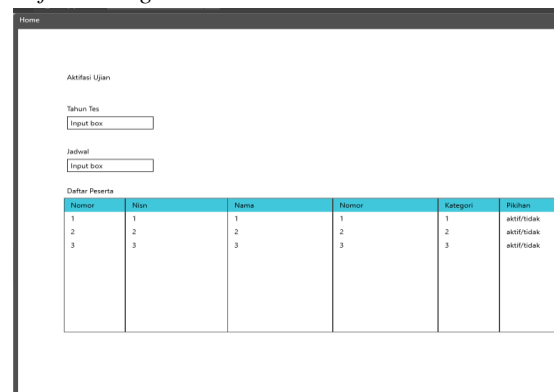 Home
Aktifasi Ujian
Tahun Tes
Input box
Jadwal
Input box
Daftar Peserta
Nomor Nisn Nama Nomor Kategori Pikihan
1 1 1 1 1 aktif/tidak
2 2 2 2 2 aktif/tidak
3 3 3 3 3 aktif/tidak